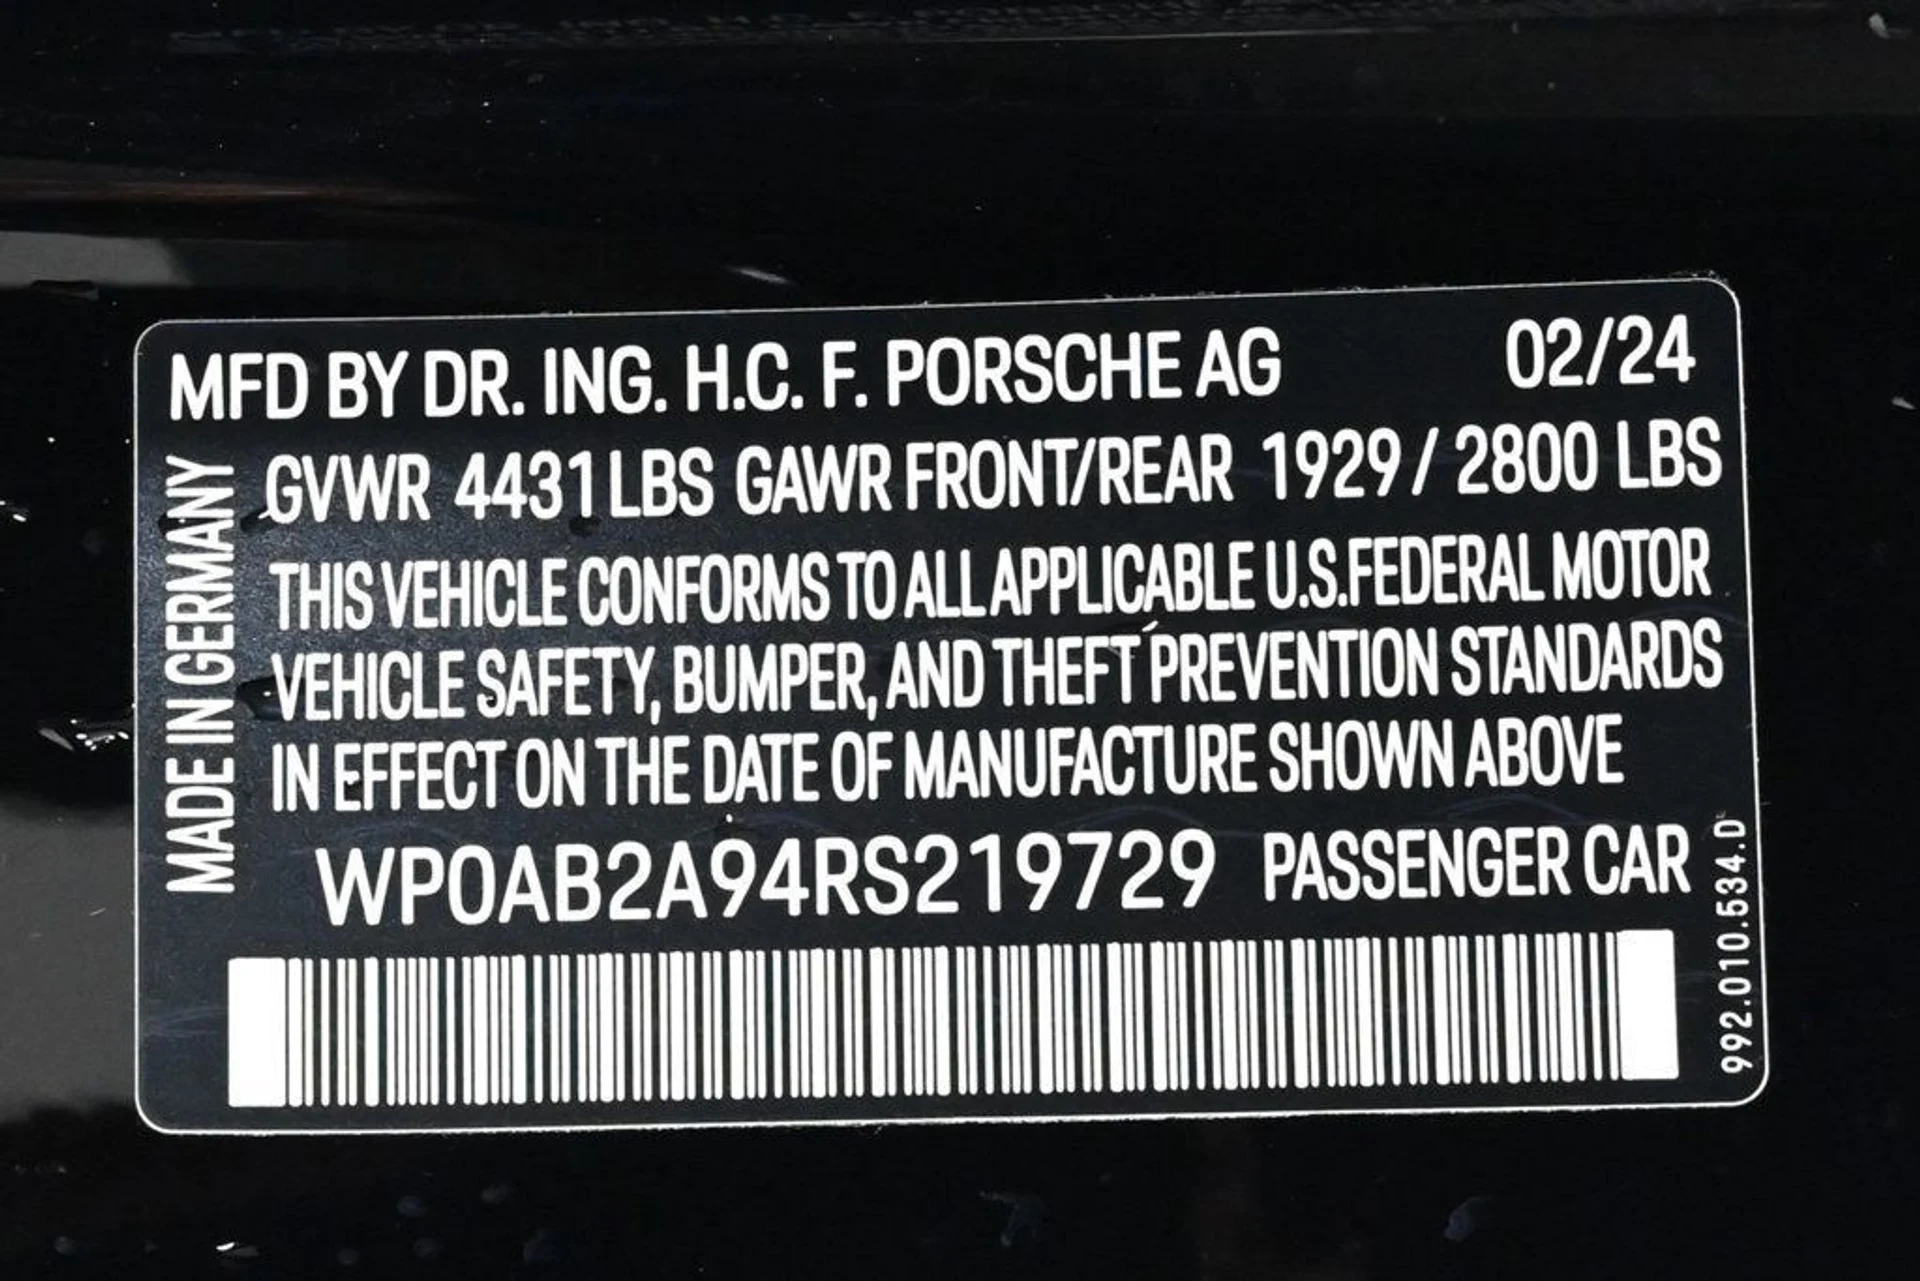 MFD BY DR. ING. H.C. F. PORSCHE AG 02/24
GVWR 4431 LBS GAWR FRONT/REAR 1929 / 2800 LBS
THIS VEHICLE CONFORMS TO ALL APPLICABLE U.S.FEDERAL MOTOR
VEHICLE SAFETY, BUMPER, AND THEFT PREVENTION STANDARDS
IN EFFECT ON THE DATE OF MANUFACTURE SHOWN ABOVE
WP0AB2A94RS219729 PASSENGER CAR
MADE IN GERMANY
992.010.534.D